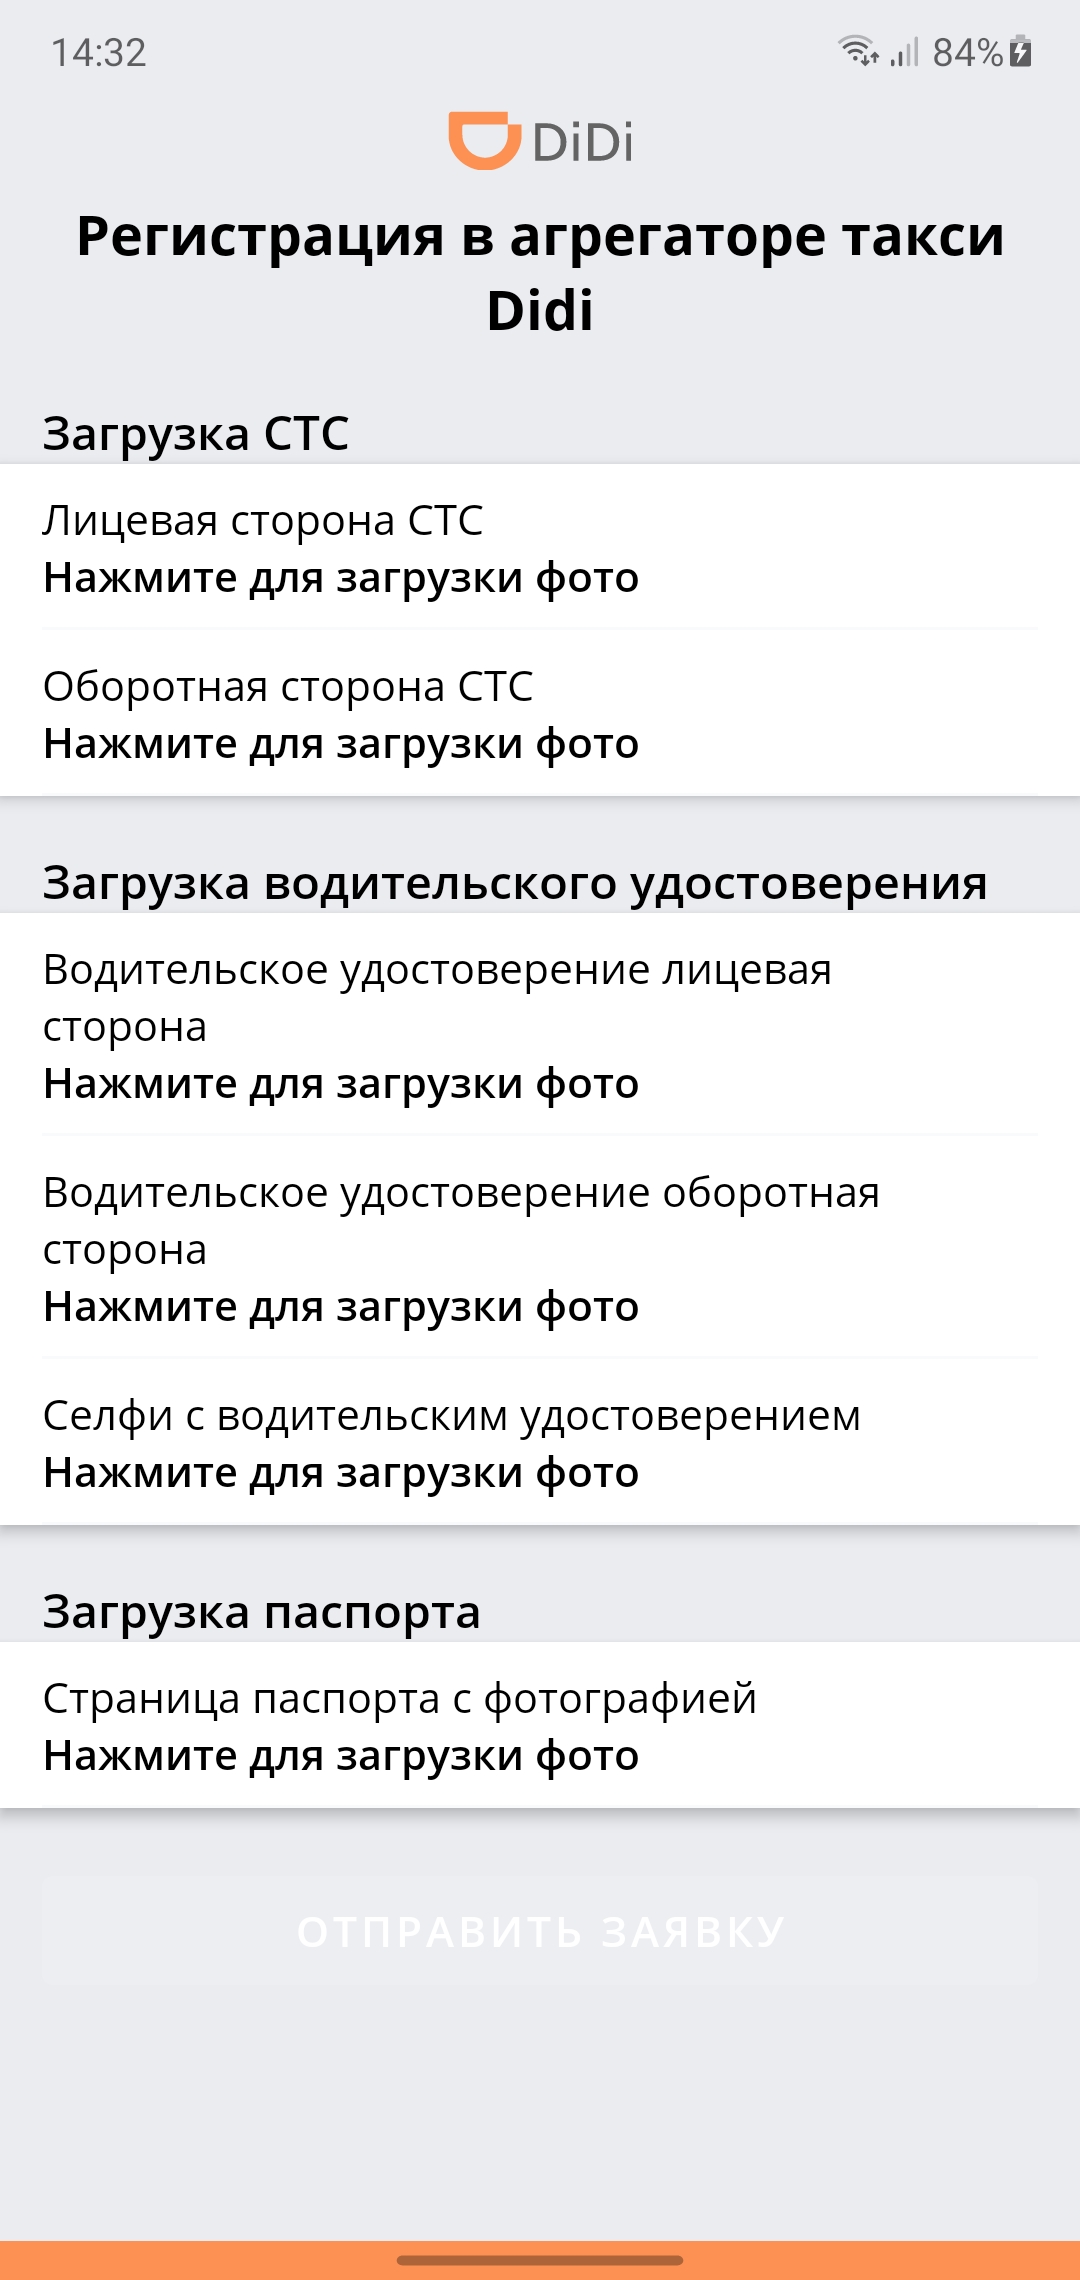 14:32
84%
DiDi
Регистрация в агрегаторе такси
Didi
Загрузка СТС
Лицевая сторона СТС
Нажмите для загрузки фото
Оборотная сторона СТС
Нажмите для загрузки фото
Загрузка водительского удостоверения
Водительское удостоверение лицевая
сторона
Нажмите для загрузки фото
Водительское удостоверение оборотная
сторона
Нажмите для загрузки фото
Селфи с водительским удостоверением
Нажмите для загрузки фото
Загрузка паспорта
Страница паспорта с фотографией
Нажмите для загрузки фото
ОТПРАВИТЬ ЗАЯВКУ